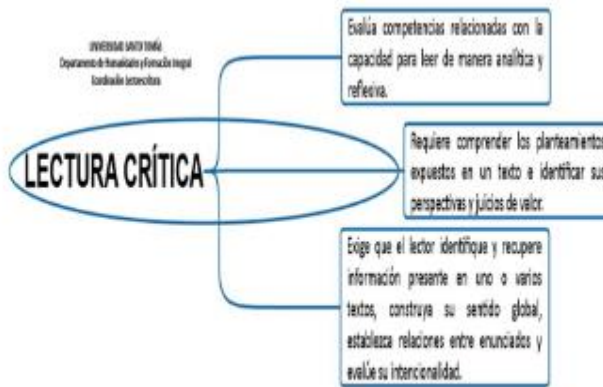 UNIVERSIDAD SANTO TOMÁS
Departamento de Humanidades y Formación Integral
Coordinación Lectoescritura
LECTURA CRÍTICA
Evalúa competencias relacionadas con la
capacidad para leer de manera analítica y
reflexiva.
Requiere comprender los planteamientos
expuestos en un texto e identificar sus
perspectivas y juicios de valor.
Exige que el lector identifique y recupere
información presente en uno o varios
textos, construya su sentido global,
establezca relaciones entre enunciados y
evalúe su intencionalidad.